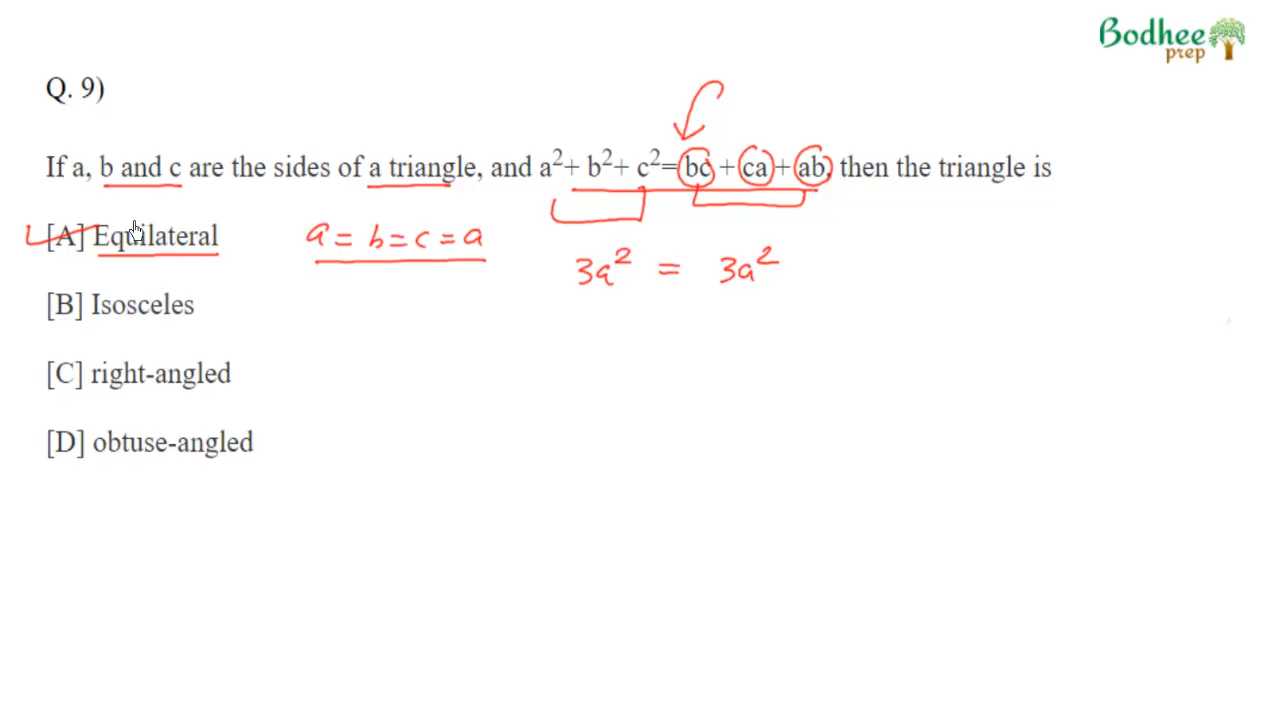 Bodhee
prep
Q. 9)
If a, b and c are the sides of a triangle, and a²+ b²+ c²=bc +ca+ab, then the triangle is
[A] Equilateral
a = b = c = a
3a² = 3a²
[B] Isosceles
[C] right-angled
[D] obtuse-angled